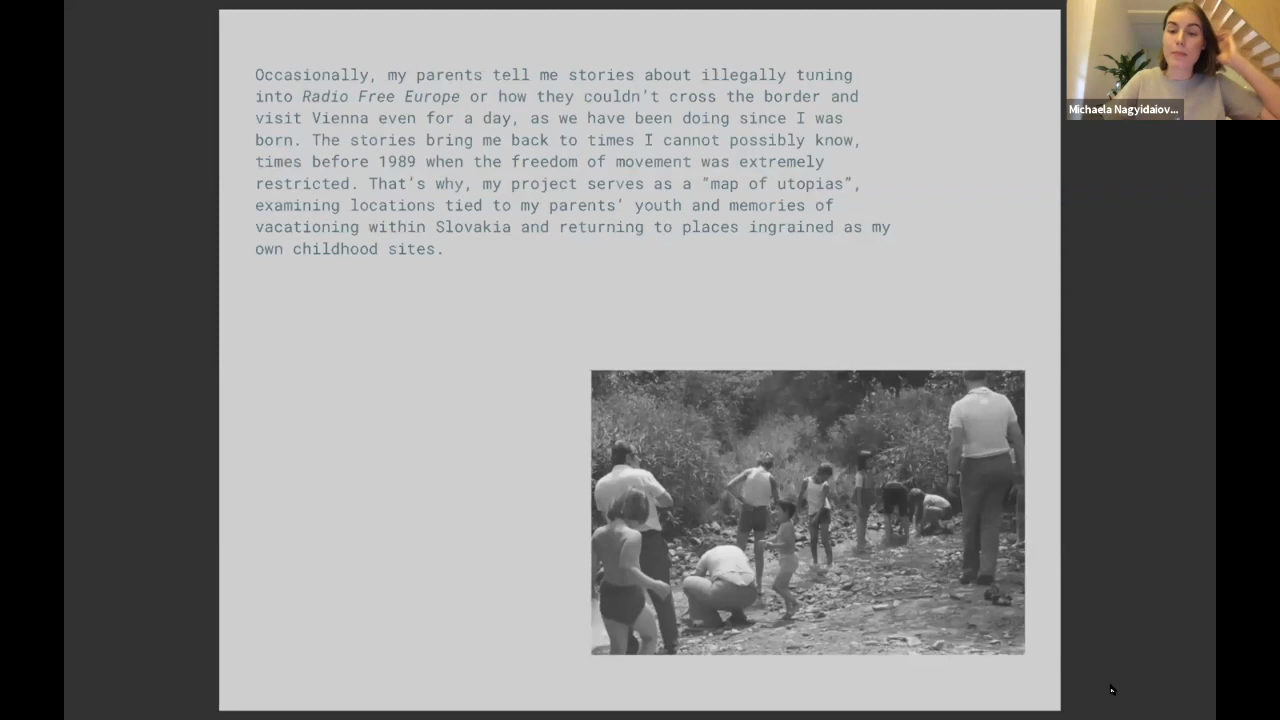 Occasionally, my parents tell me stories about illegally tuning
into Radio Free Europe or how they couldn't cross the border and
visit Vienna even for a day, as we have been doing since I was
born. The stories bring me back to times I cannot possibly know,
times before 1989 when the freedom of movement was extremely
restricted. That's why, my project serves as a “map of utopias”,
examining locations tied to my parents' youth and memories of
vacationing within Slovakia and returning to places ingrained as my
own childhood sites.
Michaela Nagyidaiov...